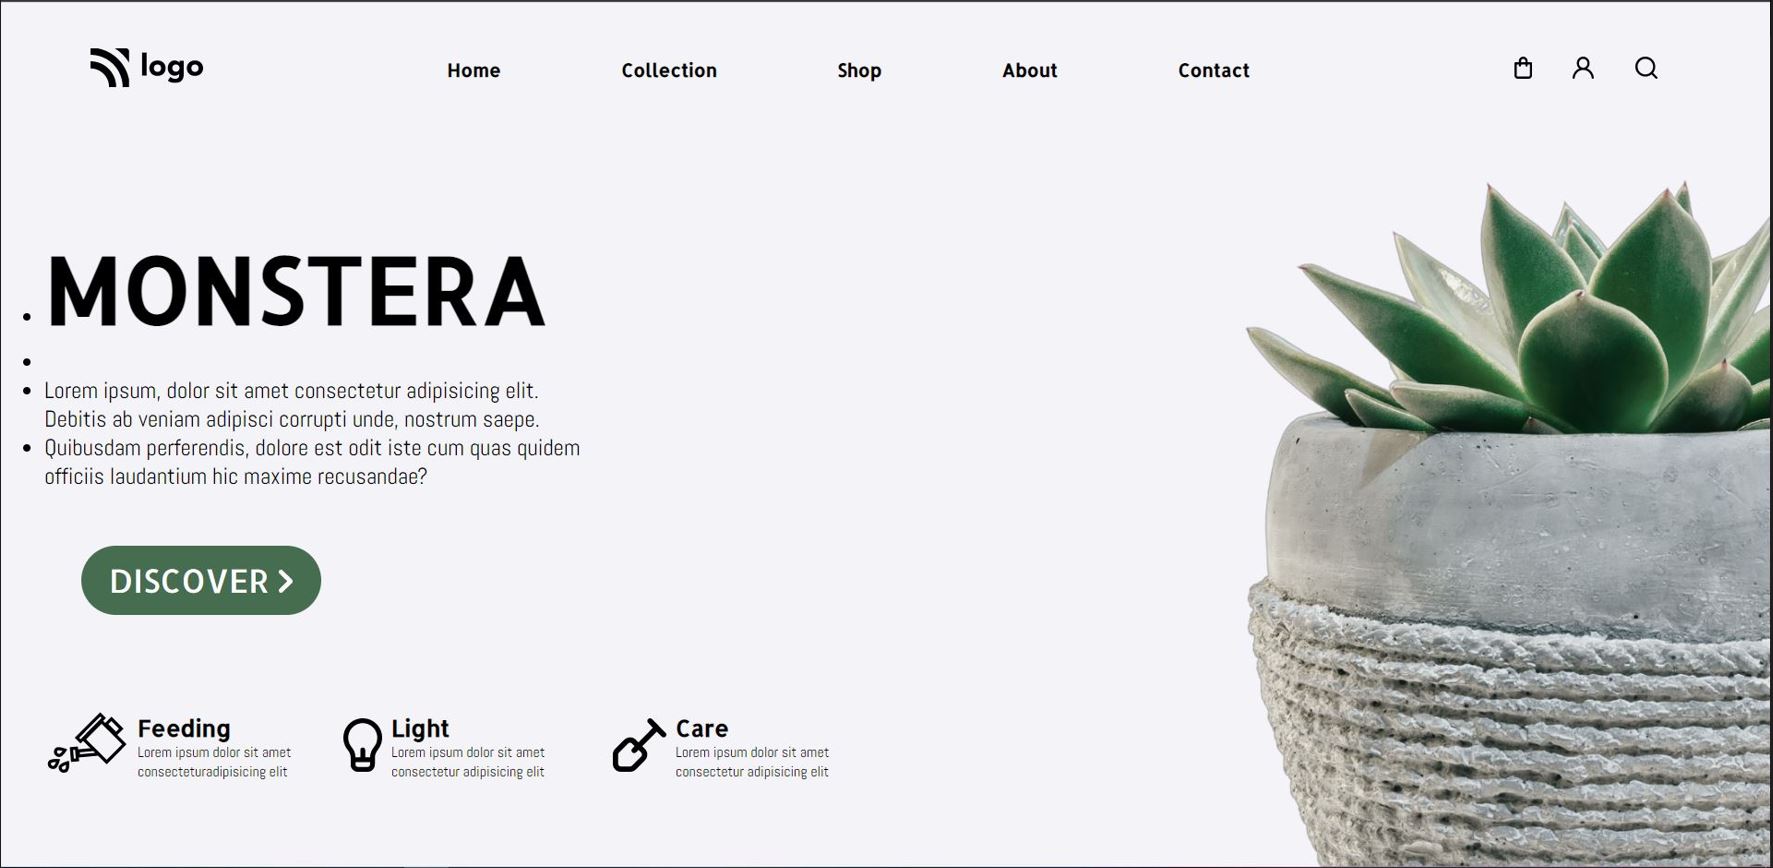 logo
Home
Collection
Shop
About
Contact
MONSTERA
Lorem ipsum, dolor sit amet consectetur adipisicing elit.
Debitis ab veniam adipisci corrupti unde, nostrum saepe.
Quibusdam perferendis, dolore est odit iste cum quas quidem
officiis laudantium hic maxime recusandae?
DISCOVER
Feeding
Lorem ipsum dolor sit amet
consecteturadipisicing elit
Light
Lorem ipsum dolor sit amet
consectetur adipisicing elit
Care
Lorem ipsum dolor sit amet
consectetur adipisicing elit